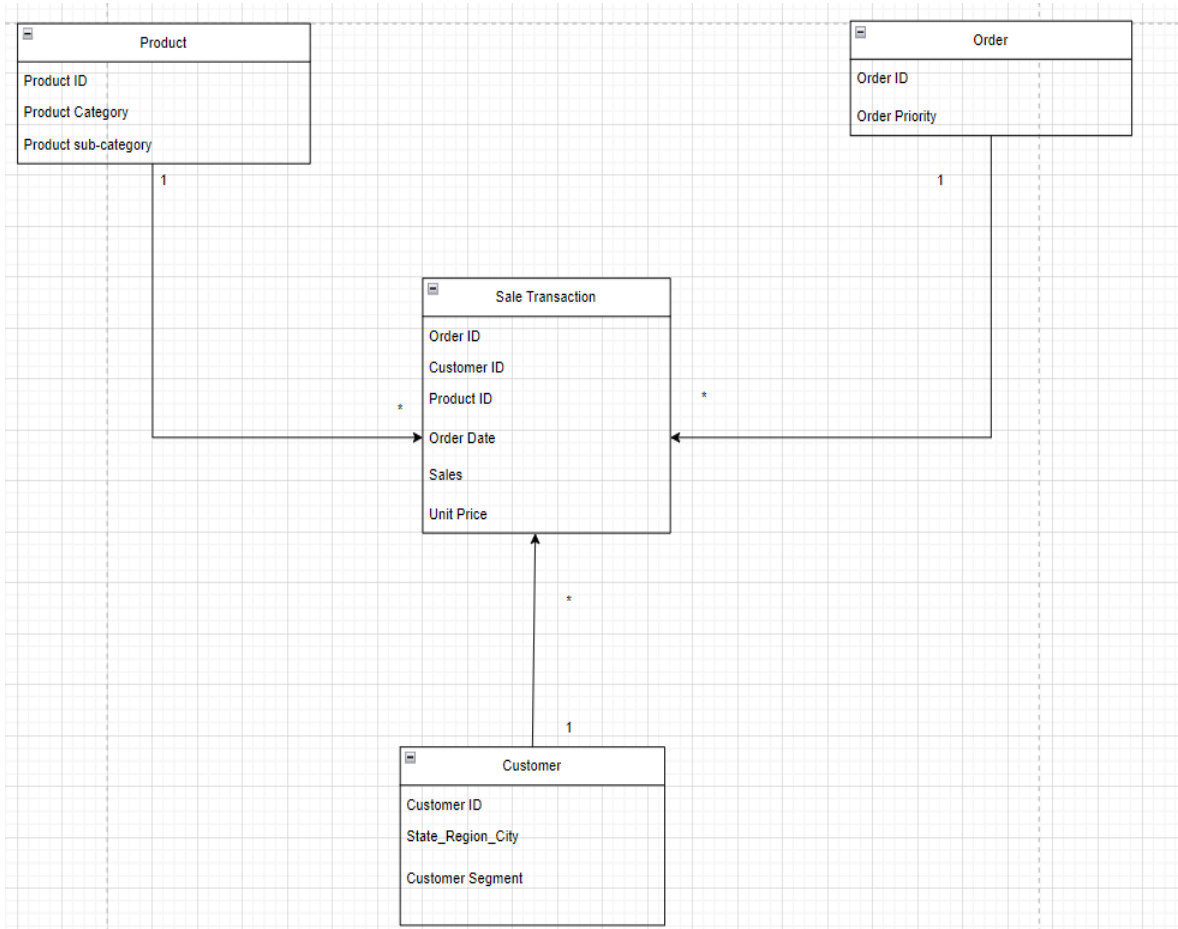 Product
Product ID
Product Category
Product sub-category
1
Order
Order ID
Order Priority
1
Sale Transaction
Order ID
Customer ID
Product ID
Order Date
Sales
Unit Price
*
*
*
1
Customer
Customer ID
State_Region_City
Customer Segment